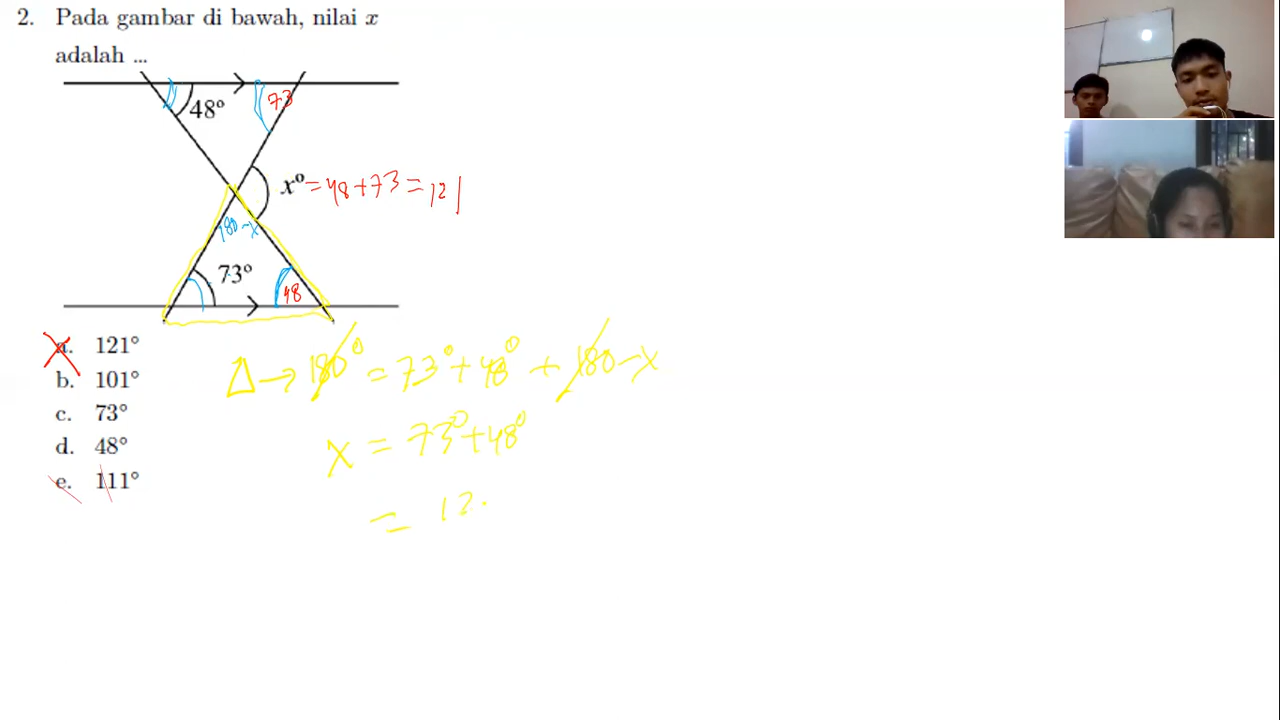 2. Pada gambar di bawah, nilai x
adalah ...
48°
73
x° = 48 + 73 = 121
180 - x
73°
48
a. 121°
b. 101°
c. 73°
d. 48°
e. 111°
Δ → 180° = 73° + 48° + 180 - x
x = 73° + 48°
= 12